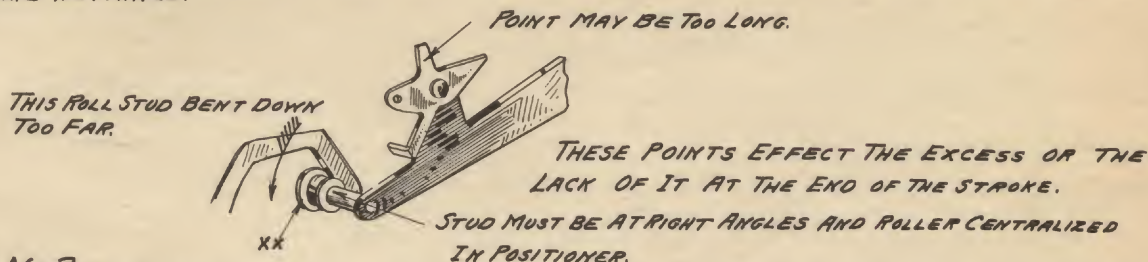 POINT MAY BE TOO LONG.
THIS ROLL STUD BENT DOWN
TOO FAR.
THESE POINTS EFFECT THE EXCESS OR THE
LACK OF IT AT THE END OF THE STROKE.
STUD MUST BE AT RIGHT ANGLES AND ROLLER CENTRALIZED
IN POSITIONER.
XX